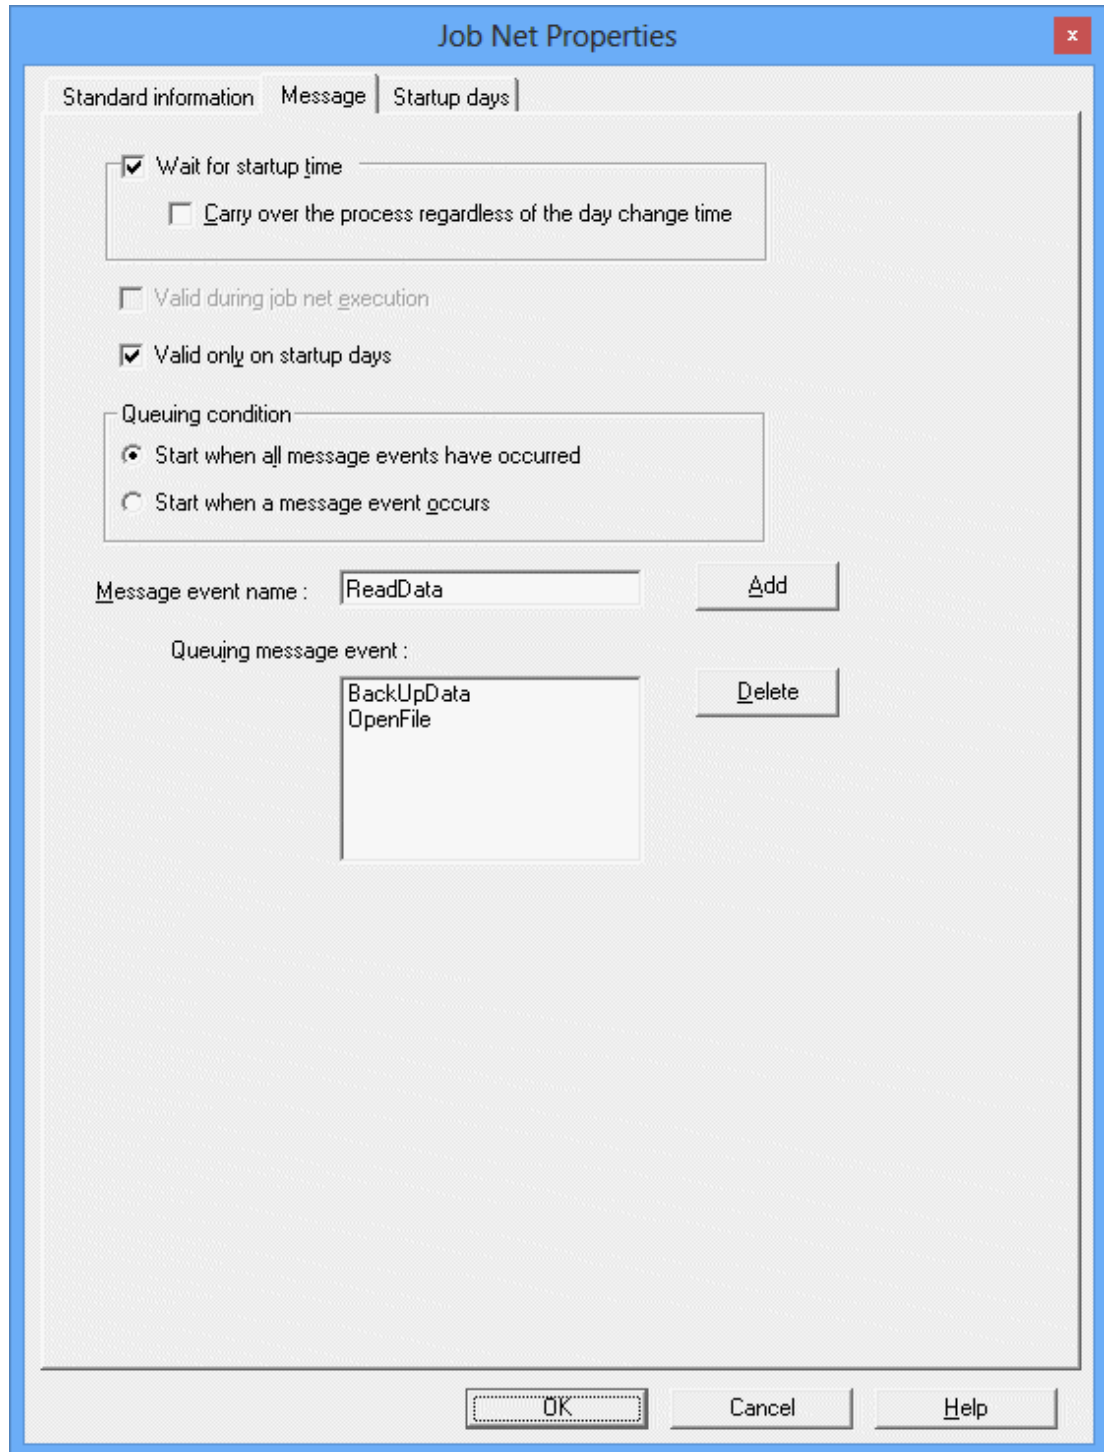 Job Net Properties
x
Standard information Message Startup days
Wait for startup time
Carry over the process regardless of the day change time
Valid during job net execution
Valid only on startup days
Queuing condition
Start when all message events have occurred
Start when a message event occurs
Message event name : ReadData Add
Queuing message event :
BackUpData Delete
OpenFile
OK Cancel Help